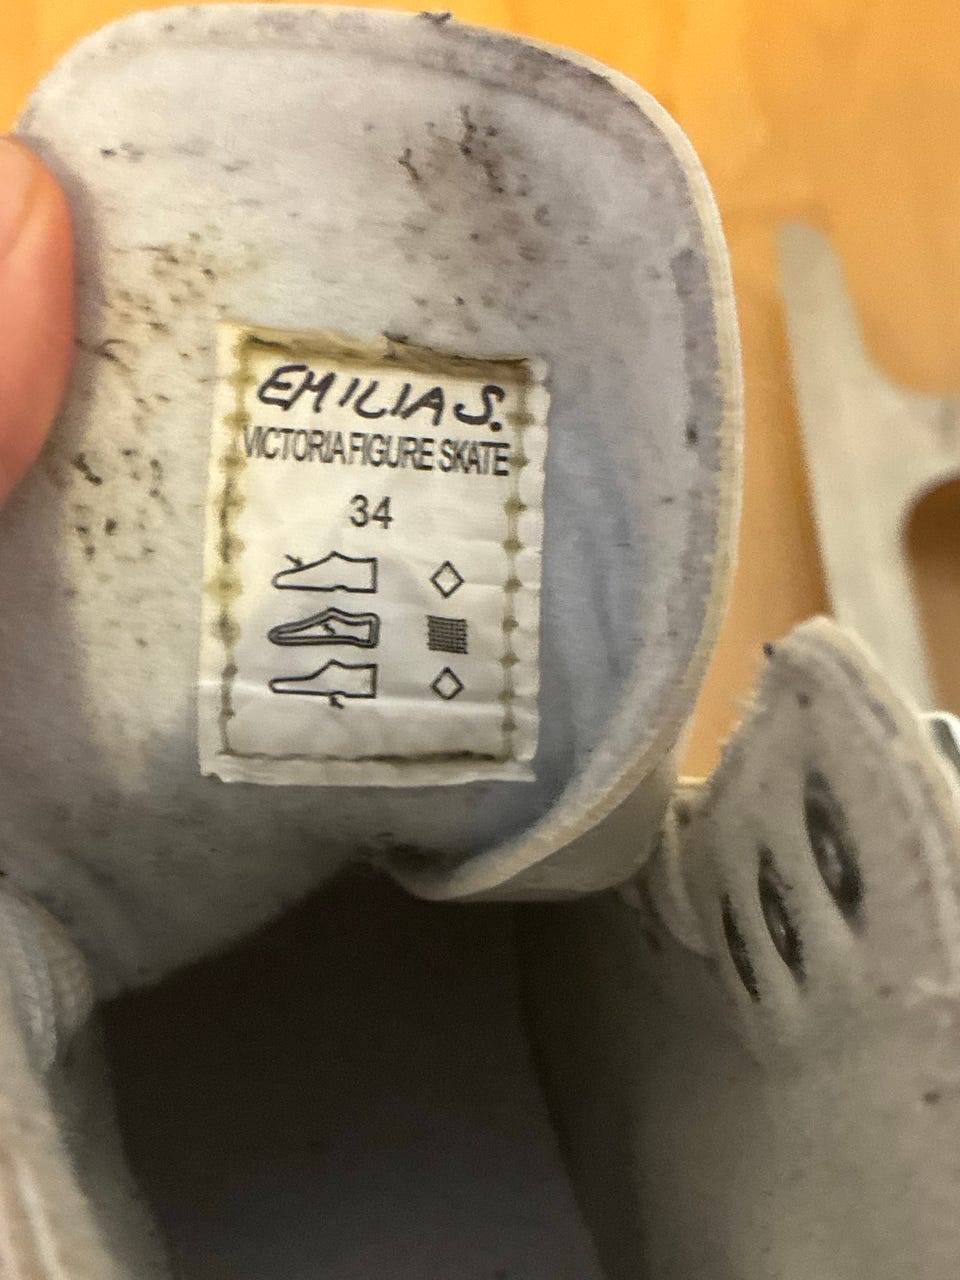 EMILIA S.
VICTORIA FIGURE SKATE
34